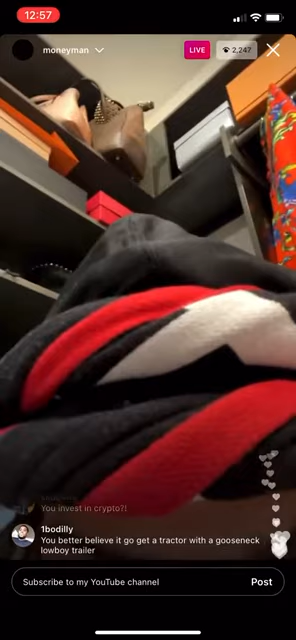 12:57
moneyman
LIVE
2,247
You invest in crypto?!
1bodilly
You better believe it go get a tractor with a gooseneck
lowboy trailer
Subscribe to my YouTube channel
Post